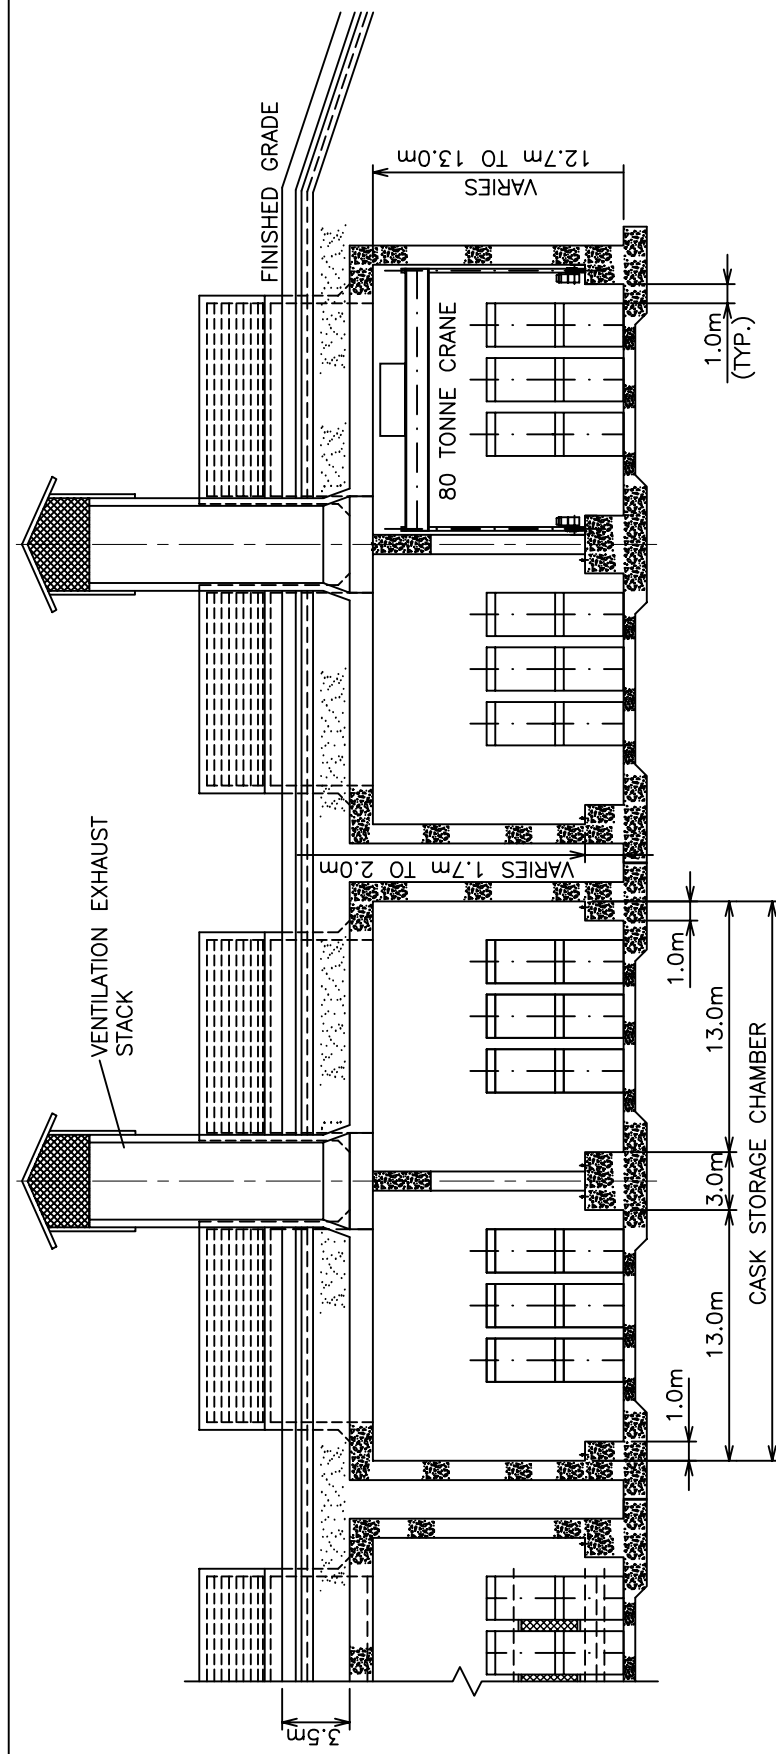 FINISHED GRADE
VARIES
12.7m TO 13.0m
80 TONNE CRANE
1.0m
(TYP.)
VENTILATION EXHAUST
STACK
VARIES 1.7m TO 2.0m
1.0m
13.0m
3.0m
13.0m
1.0m
CASK STORAGE CHAMBER
3.5m